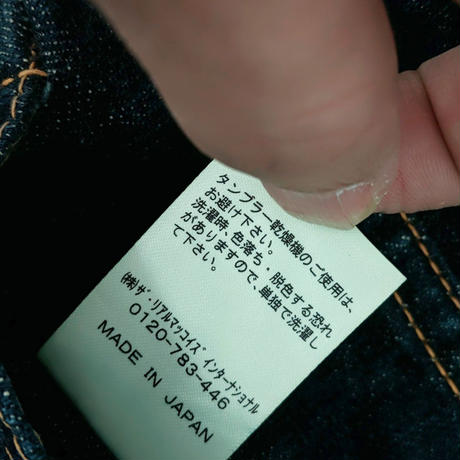 タンブラー乾燥機のご使用は、
お避け下さい。
洗濯時、色落ち・脱色する恐れ
がありますので、単独で洗濯し
て下さい。
㈱ｻﾞ･ﾘｱﾙﾏｯｺｲｽﾞ ｲﾝﾀｰﾅｼｮﾅﾙ
0120-783-446
MADE IN JAPAN